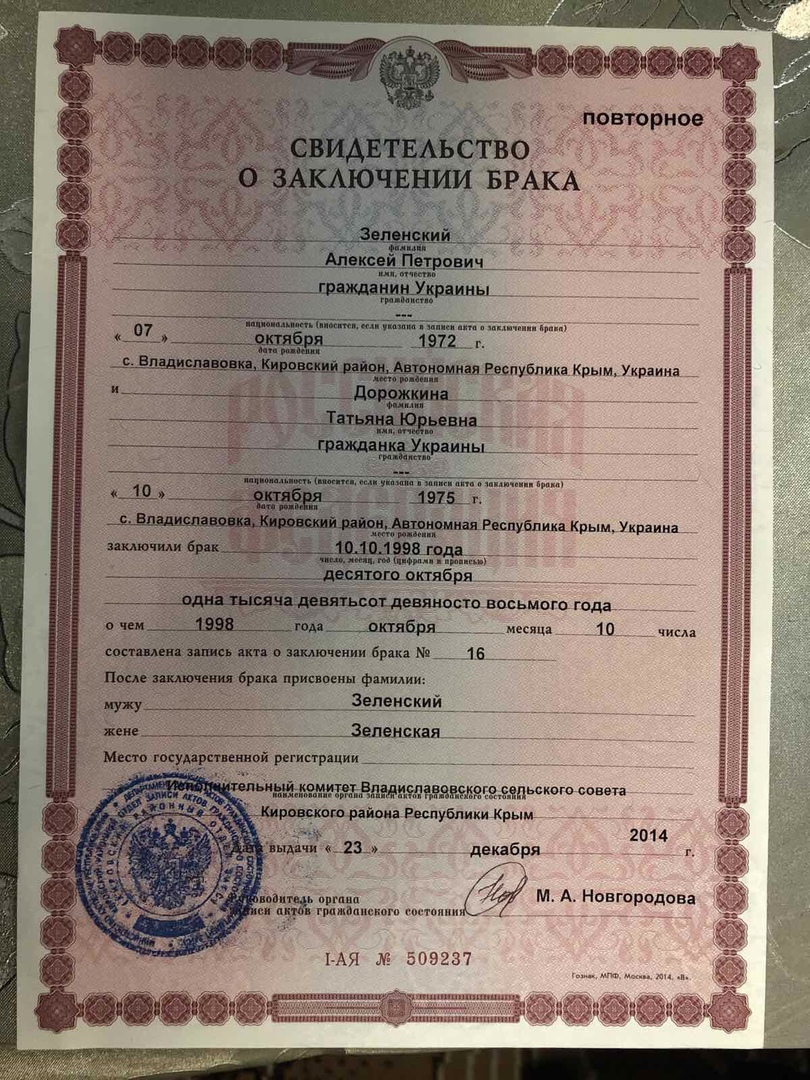 повторное
СВИДЕТЕЛЬСТВО
О ЗАКЛЮЧЕНИИ БРАКА
Зеленский
фамилия
Алексей Петрович
имя, отчество
гражданин Украины
гражданство
---
национальность (вносится, если указана в записи акта о заключении брака)
« 07 » октября 1972 г.
дата рождения
с. Владиславовка, Кировский район, Автономная Республика Крым, Украина
место рождения
и Дорожкина
фамилия
Татьяна Юрьевна
имя, отчество
гражданка Украины
гражданство
---
национальность (вносится, если указана в записи акта о заключении брака)
« 10 » октября 1975 г.
дата рождения
с. Владиславовка, Кировский район, Автономная Республика Крым, Украина
место рождения
заключили брак 10.10.1998 года
число, месяц, год (цифрами и прописью)
десятого октября
одна тысяча девятьсот девяносто восьмого года
о чем 1998 года октября месяца 10 числа
составлена запись акта о заключении брака № 16
После заключения брака присвоены фамилии:
мужу Зеленский
жене Зеленская
Место государственной регистрации
Исполнительный комитет Владиславовского сельского совета
наименование органа записи актов гражданского состояния
Кировского района Республики Крым
Дата выдачи « 23 » декабря 2014 г.
Руководитель органа
записи актов гражданского состояния М. А. Новгородова
I-АЯ № 509237
Гознак, МПФ, Москва, 2014, «В».